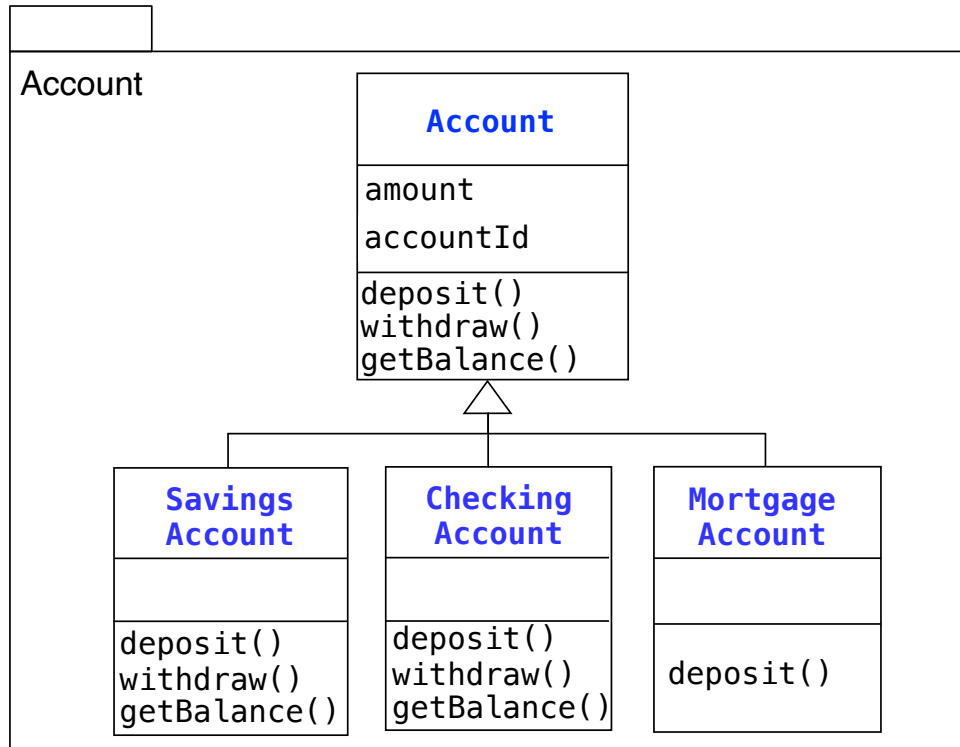 Account
Account
amount
accountId
deposit()
withdraw()
getBalance()
Savings
Account
deposit()
withdraw()
getBalance()
Checking
Account
deposit()
withdraw()
getBalance()
Mortgage
Account
deposit()